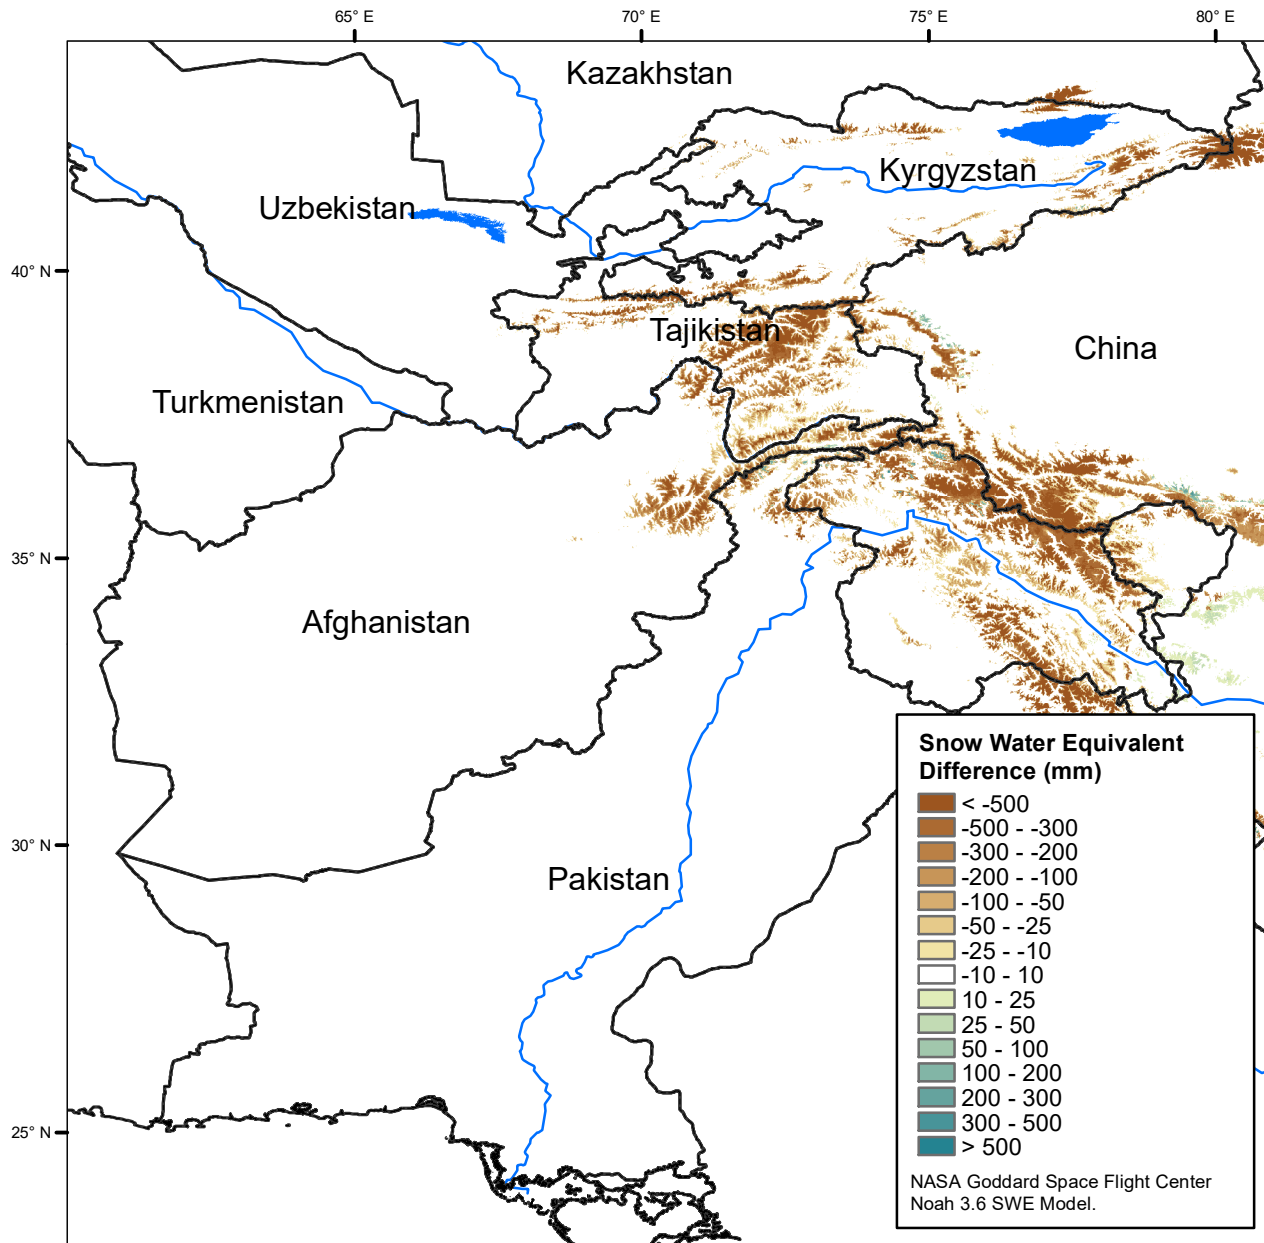 65° E
70° E
75° E
80° E
Kazakhstan
Kyrgyzstan
Uzbekistan
40° N
Tajikistan
China
Turkmenistan
35° N
Afghanistan
30° N
Pakistan
25° N
Snow Water Equivalent
Difference (mm)
< -500
-500 - -300
-300 - -200
-200 - -100
-100 - -50
-50 - -25
-25 - -10
-10 - 10
10 - 25
25 - 50
50 - 100
100 - 200
200 - 300
300 - 500
> 500
NASA Goddard Space Flight Center
Noah 3.6 SWE Model.